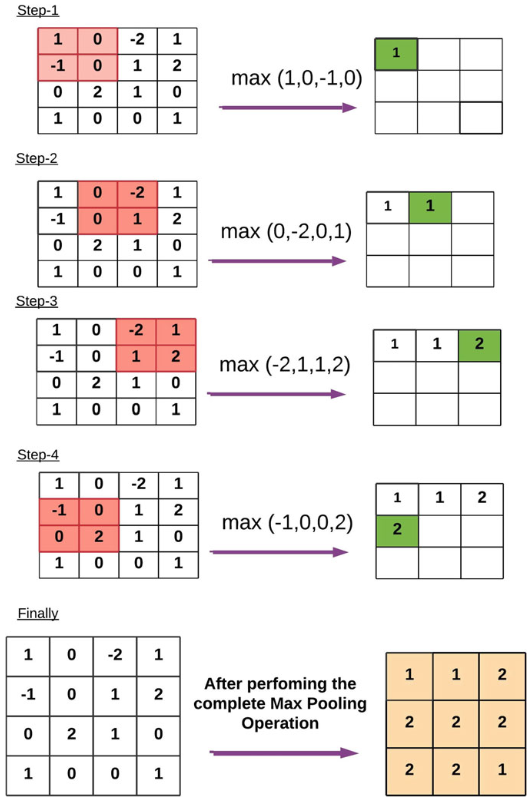 Step-1
1 0 -2 1
-1 0 1 2
0 2 1 0
1 0 0 1
max (1,0,-1,0)
1
Step-2
1 0 -2 1
-1 0 1 2
0 2 1 0
1 0 0 1
max (0,-2,0,1)
1 1
Step-3
1 0 -2 1
-1 0 1 2
0 2 1 0
1 0 0 1
max (-2,1,1,2)
1 1 2
Step-4
1 0 -2 1
-1 0 1 2
0 2 1 0
1 0 0 1
max (-1,0,0,2)
1 1 2
2
Finally
1 0 -2 1
-1 0 1 2
0 2 1 0
1 0 0 1
After perfoming the
complete Max Pooling
Operation
1 1 2
2 2 2
2 2 1